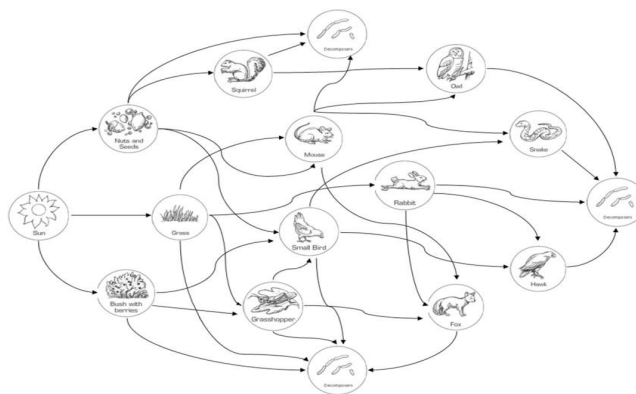 Decomposers
Squirrel
Owl
Nuts and
Seeds
Mouse
Snake
Sun
Grass
Rabbit
Decomposers
Small Bird
Hawk
Bush with
berries
Grasshopper
Fox
Decomposers